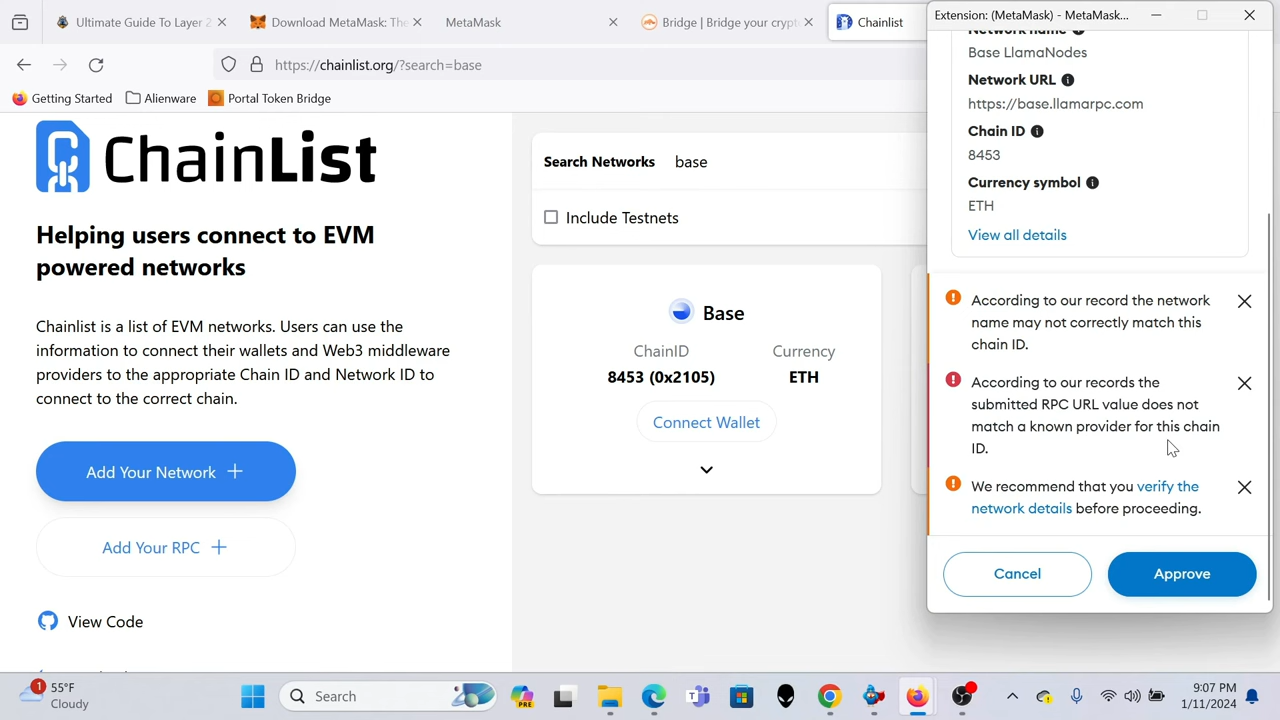 Ultimate Guide To Layer 2
Download MetaMask: The
MetaMask
Bridge | Bridge your crypt
Chainlist
Extension: (MetaMask) - MetaMask...
https://chainlist.org/?search=base
Getting Started
Alienware
Portal Token Bridge
ChainList
Helping users connect to EVM
powered networks
Chainlist is a list of EVM networks. Users can use the
information to connect their wallets and Web3 middleware
providers to the appropriate Chain ID and Network ID to
connect to the correct chain.
Add Your Network +
Add Your RPC +
View Code
Search Networks base
Include Testnets
Base
ChainID Currency
8453 (0x2105) ETH
Connect Wallet
Network name
Base LlamaNodes
Network URL
https://base.llamarpc.com
Chain ID
8453
Currency symbol
ETH
View all details
According to our record the network
name may not correctly match this
chain ID.
According to our records the
submitted RPC URL value does not
match a known provider for this chain
ID.
We recommend that you verify the
network details before proceeding.
Cancel
Approve
1
55°F
Cloudy
Search
PRE
9:07 PM
1/11/2024